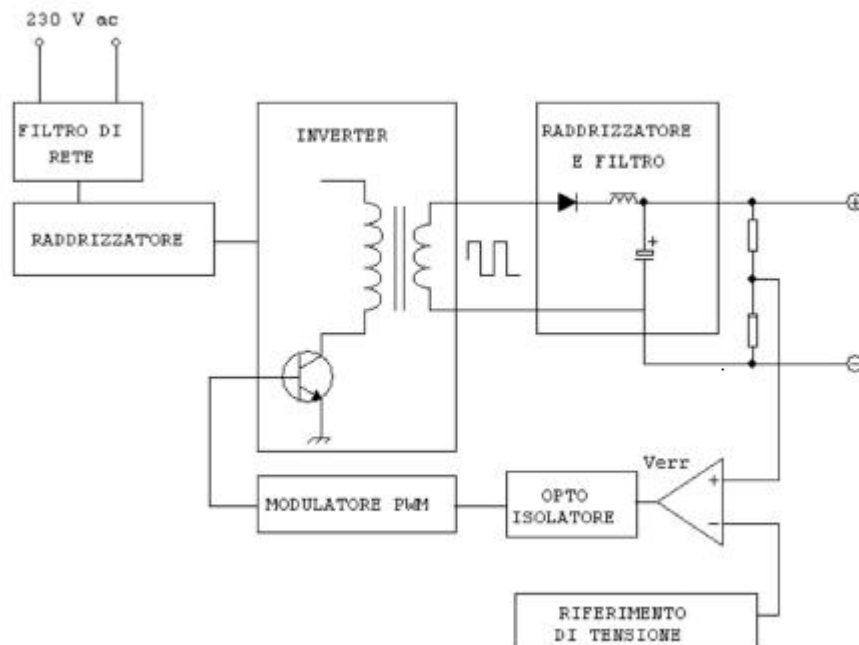 230 V ac
FILTRO DI
RETE
RADDRIZZATORE
INVERTER
RADDRIZZATORE
E FILTRO
+
+
-
MODULATORE PWM
OPTO
ISOLATORE
Verr
+
-
RIFERIMENTO
DI TENSIONE